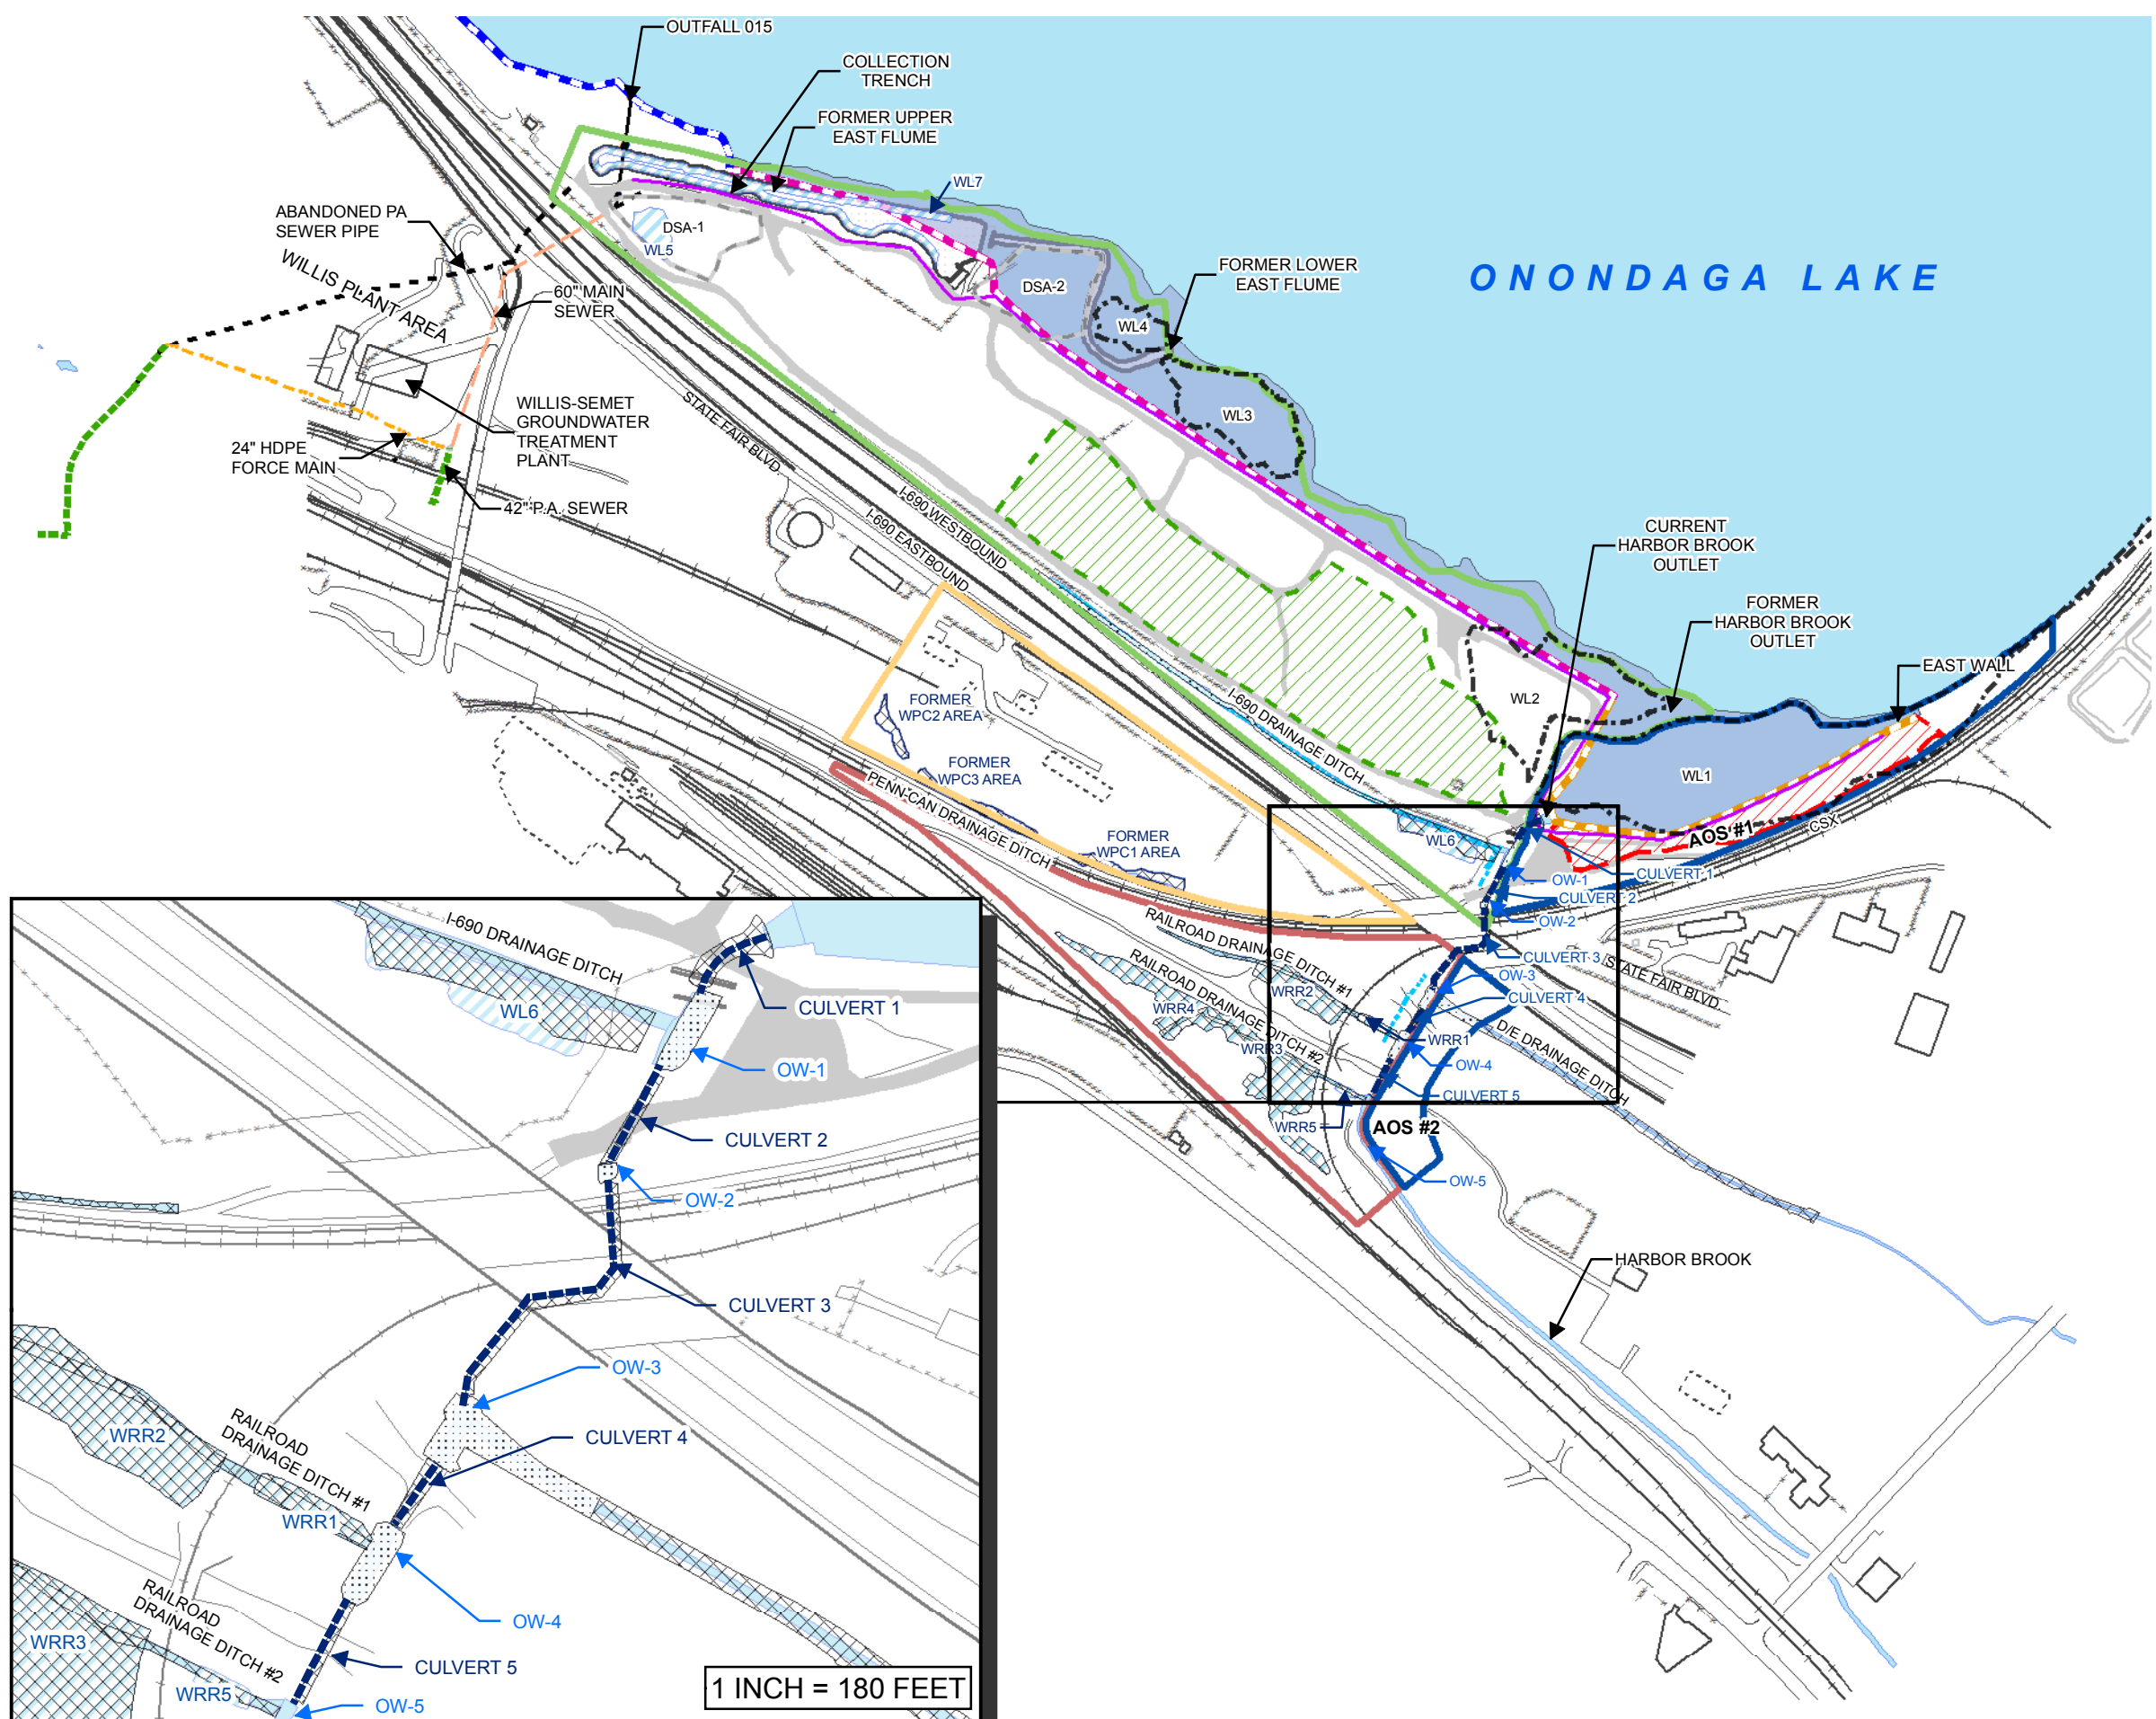 OUTFALL 015
COLLECTION
TRENCH
FORMER UPPER
EAST FLUME
WL7
ABANDONED PA
SEWER PIPE
WILLIS PLANT AREA
DSA-1
WL5
60" MAIN
SEWER
DSA-2
WL4
FORMER LOWER
EAST FLUME
ONONDAGA LAKE
WL3
WILLIS-SEMET
GROUNDWATER
TREATMENT
PLANT
24" HDPE
FORCE MAIN
42" P.A. SEWER
STATE FAIR BLVD.
I-690 WESTBOUND
I-690 EASTBOUND
CURRENT
HARBOR BROOK
OUTLET
FORMER
HARBOR BROOK
OUTLET
EAST WALL
WL2
WL1
I-690 DRAINAGE DITCH
FORMER
WPC2 AREA
FORMER
WPC3 AREA
PENN-CAN DRAINAGE DITCH
FORMER
WPC1 AREA
WL6
AOS #1
CSX
CULVERT 1
OW-1
CULVERT 2
OW-2
CULVERT 3
STATE FAIR BLVD.
OW-3
CULVERT 4
RAILROAD DRAINAGE DITCH #1
RAILROAD DRAINAGE DITCH #2
WRR2
WRR4
WRR3
WRR1
D/E DRAINAGE DITCH
OW-4
CULVERT 5
WRR5
AOS #2
OW-5
HARBOR BROOK
I-690 DRAINAGE DITCH
WL6
CULVERT 1
OW-1
CULVERT 2
OW-2
CULVERT 3
OW-3
CULVERT 4
RAILROAD
DRAINAGE DITCH #1
WRR2
WRR1
OW-4
RAILROAD
DRAINAGE DITCH #2
WRR3
CULVERT 5
WRR5
OW-5
1 INCH = 180 FEET